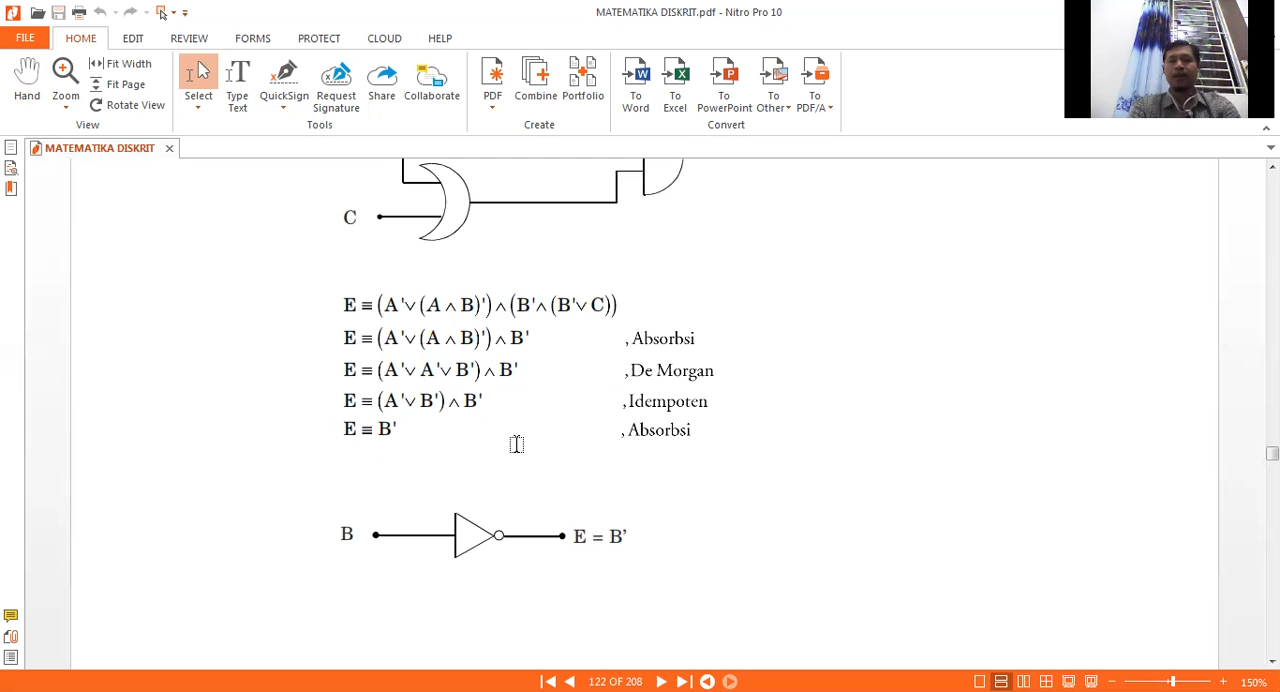 MATEMATIKA DISKRIT.pdf - Nitro Pro 10
FILE HOME EDIT REVIEW FORMS PROTECT CLOUD HELP
Hand Zoom Fit Width Fit Page Rotate View
View
Select Type Text QuickSign Request Signature Share Collaborate
Tools
PDF Combine Portfolio
Create
To Word To Excel To PowerPoint To Other To PDF/A
Convert
MATEMATIKA DISKRIT
C
E ≡ (A'∨ (A ∧ B)') ∧ (B'∧ (B'∨ C))
E ≡ (A'∨ (A ∧ B)') ∧ B' , Absorbsi
E ≡ (A'∨ A'∨ B') ∧ B' , De Morgan
E ≡ (A'∨ B') ∧ B' , Idempoten
E ≡ B' , Absorbsi
B E = B’
122 OF 208 150%